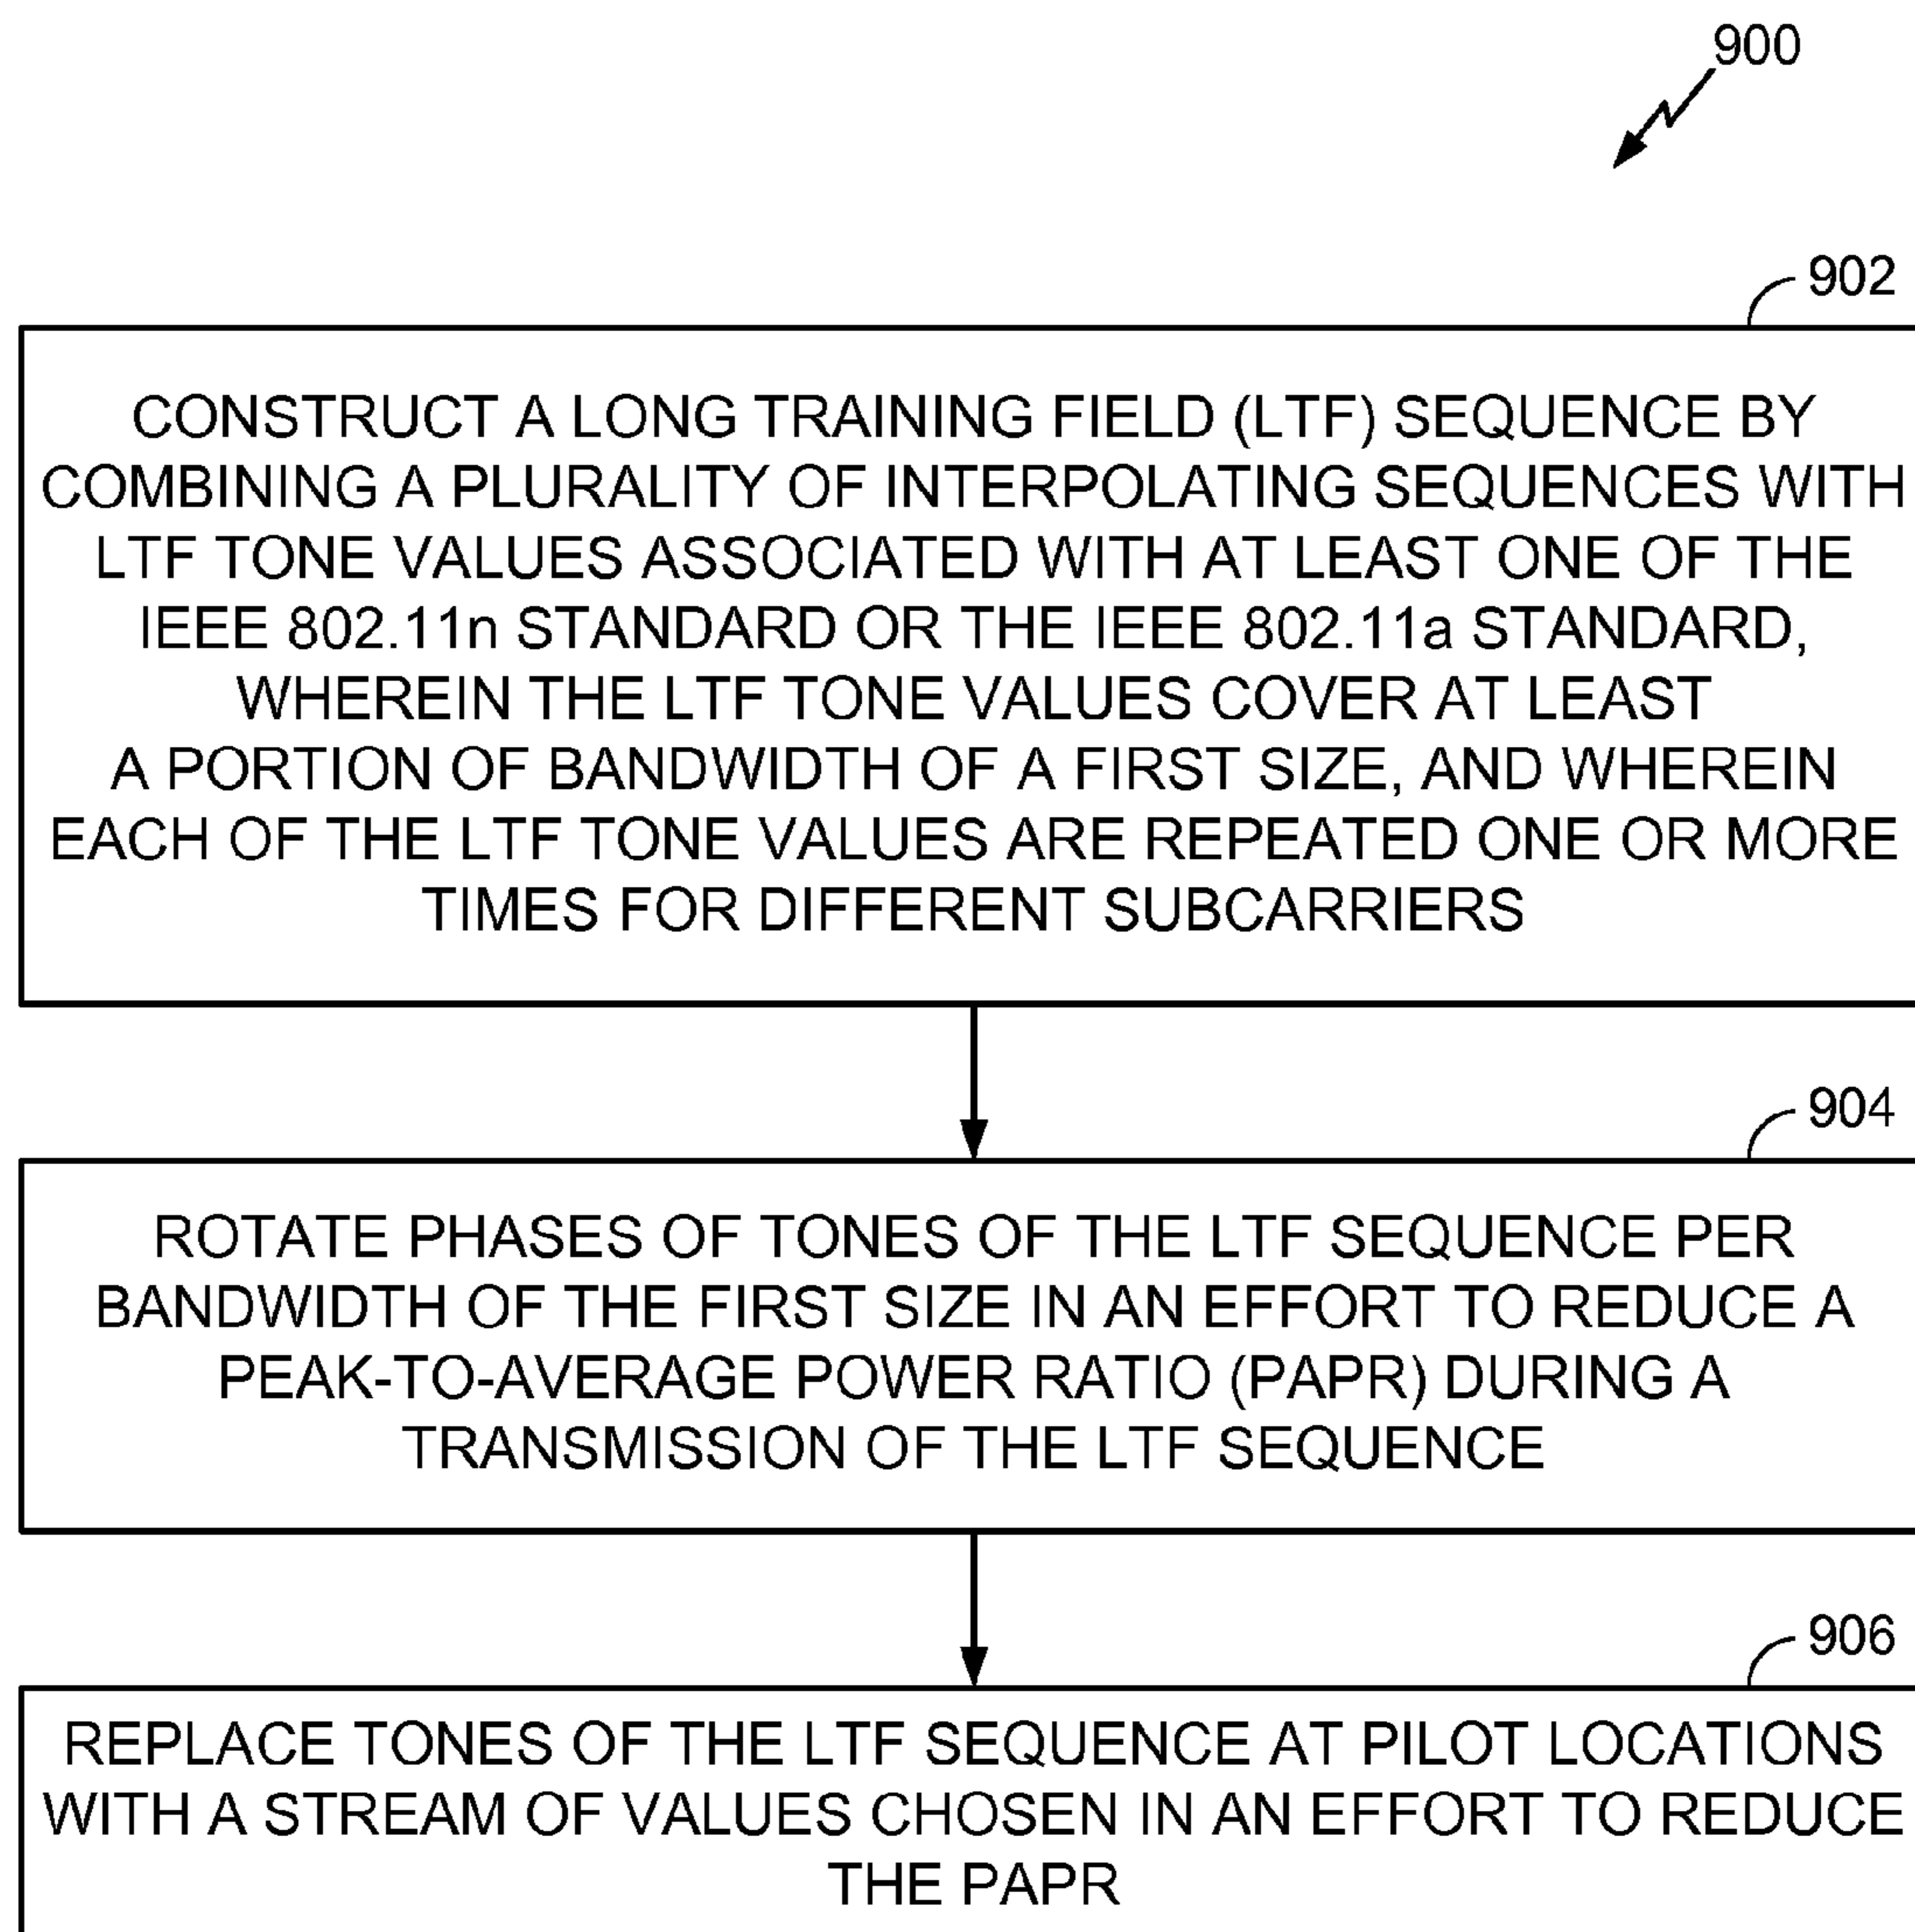 900
902
CONSTRUCT A LONG TRAINING FIELD (LTF) SEQUENCE BY
COMBINING A PLURALITY OF INTERPOLATING SEQUENCES WITH
LTF TONE VALUES ASSOCIATED WITH AT LEAST ONE OF THE
IEEE 802.11n STANDARD OR THE IEEE 802.11a STANDARD,
WHEREIN THE LTF TONE VALUES COVER AT LEAST
A PORTION OF BANDWIDTH OF A FIRST SIZE, AND WHEREIN
EACH OF THE LTF TONE VALUES ARE REPEATED ONE OR MORE
TIMES FOR DIFFERENT SUBCARRIERS
904
ROTATE PHASES OF TONES OF THE LTF SEQUENCE PER
BANDWIDTH OF THE FIRST SIZE IN AN EFFORT TO REDUCE A
PEAK-TO-AVERAGE POWER RATIO (PAPR) DURING A
TRANSMISSION OF THE LTF SEQUENCE
906
REPLACE TONES OF THE LTF SEQUENCE AT PILOT LOCATIONS
WITH A STREAM OF VALUES CHOSEN IN AN EFFORT TO REDUCE
THE PAPR